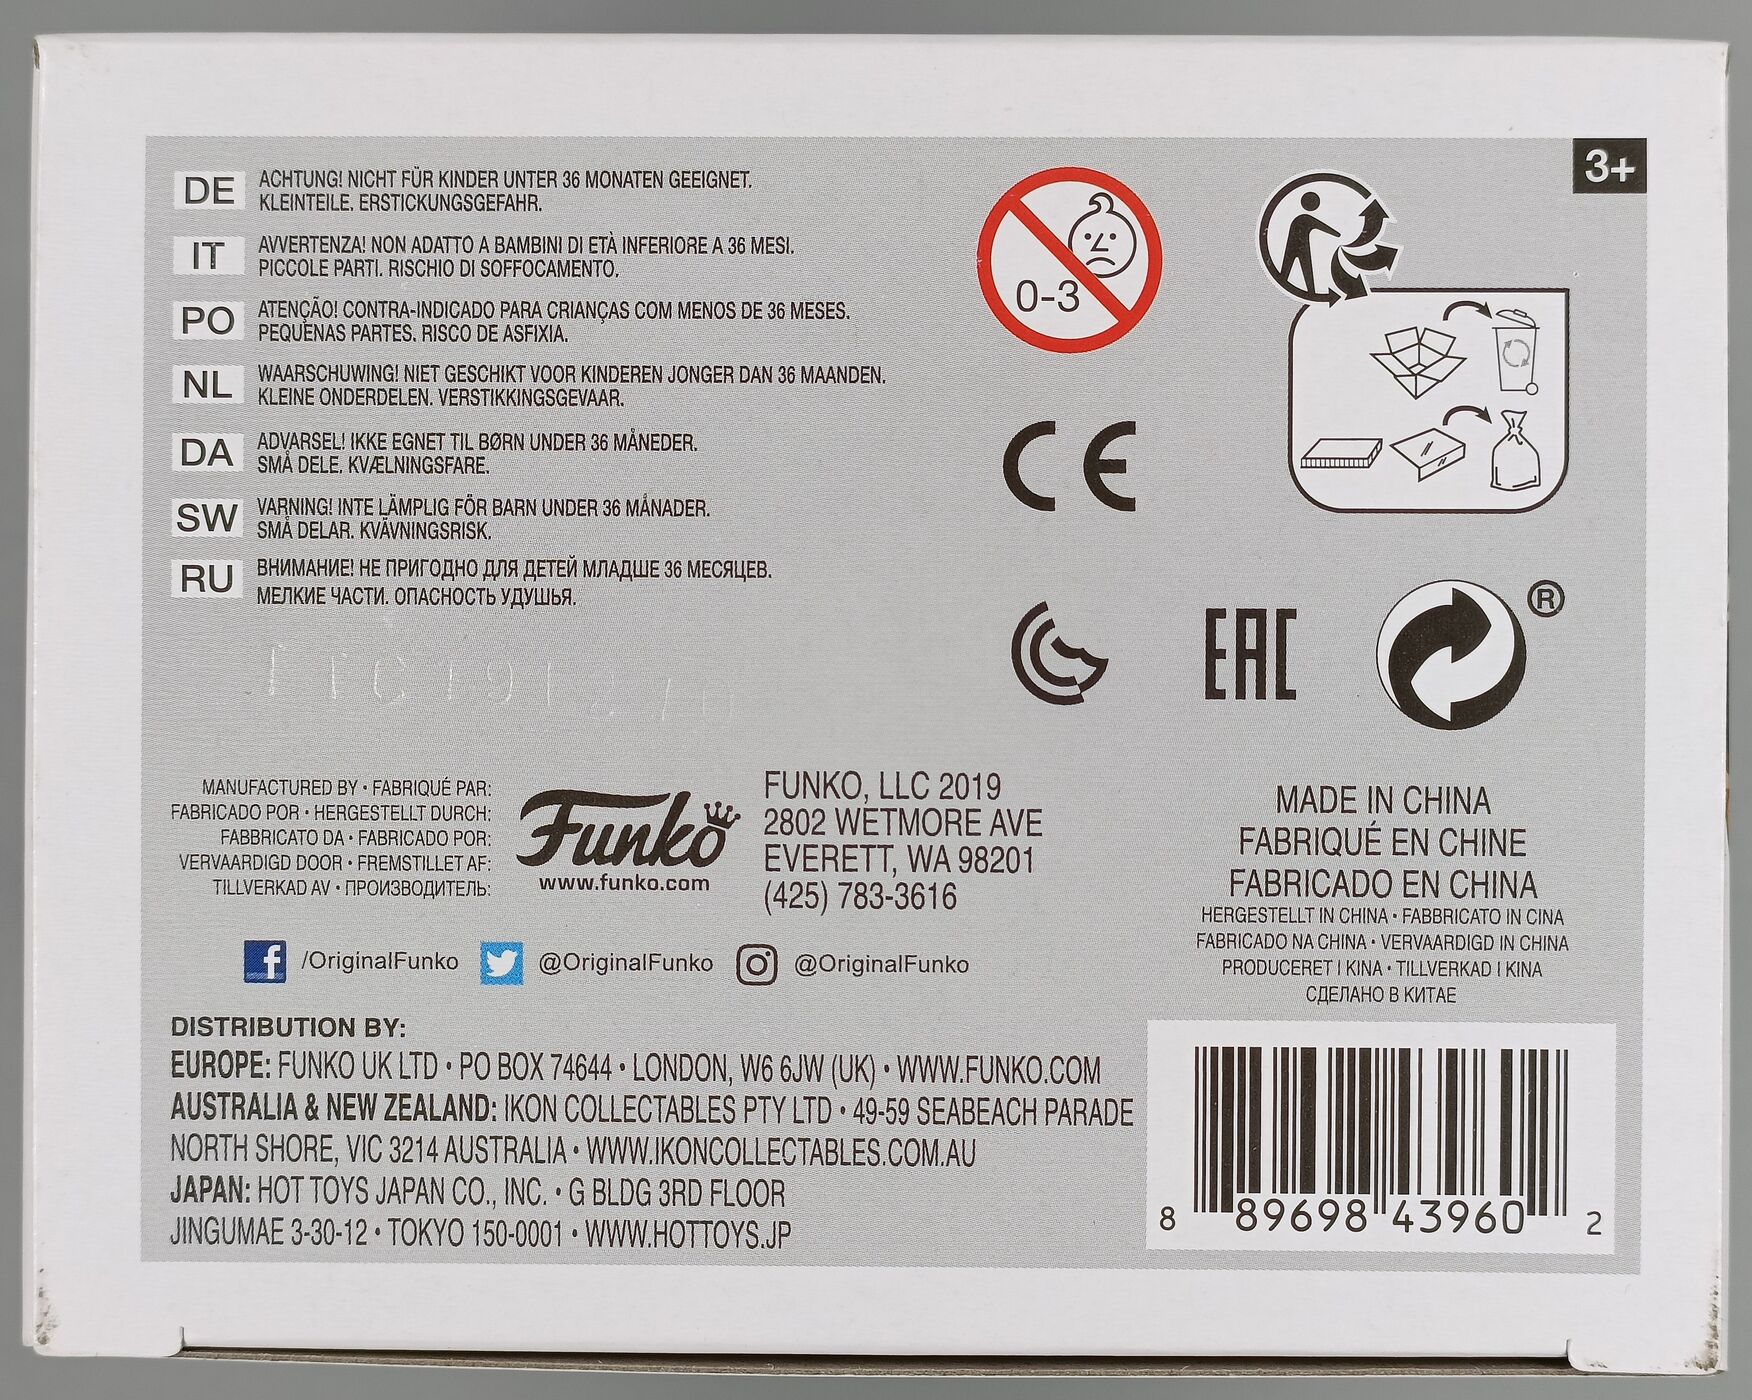 3+
DE
ACHTUNG! NICHT FÜR KINDER UNTER 36 MONATEN GEEIGNET.
KLEINTEILE. ERSTICKUNGSGEFAHR.
IT
AVVERTENZA! NON ADATTO A BAMBINI DI ETÀ INFERIORE A 36 MESI.
PICCOLE PARTI. RISCHIO DI SOFFOCAMENTO.
PO
ATENÇÃO! CONTRA-INDICADO PARA CRIANÇAS COM MENOS DE 36 MESES.
PEQUENAS PARTES. RISCO DE ASFIXIA.
NL
WAARSCHUWING! NIET GESCHIKT VOOR KINDEREN JONGER DAN 36 MAANDEN.
KLEINE ONDERDELEN. VERSTIKKINGSGEVAAR.
DA
ADVARSEL! IKKE EGNET TIL BØRN UNDER 36 MÅNEDER.
SMÅ DELE. KVÆLNINGSFARE.
SW
VARNING! INTE LÄMPLIG FÖR BARN UNDER 36 MÅNADER.
SMÅ DELAR. KVÄVNINGSRISK.
RU
ВНИМАНИЕ! НЕ ПРИГОДНО ДЛЯ ДЕТЕЙ МЛАДШЕ 36 МЕСЯЦЕВ.
МЕЛКИЕ ЧАСТИ. ОПАСНОСТЬ УДУШЬЯ.
0-3
CE
EAC
®
MANUFACTURED BY • FABRIQUÉ PAR:
FABRICADO POR • HERGESTELLT DURCH:
FABBRICATO DA • FABRICADO POR:
VERVAARDIGD DOOR • FREMSTILLET AF:
TILLVERKAD AV • ПРОИЗВОДИТЕЛЬ:
Funko
www.funko.com
FUNKO, LLC 2019
2802 WETMORE AVE
EVERETT, WA 98201
(425) 783-3616
MADE IN CHINA
FABRIQUÉ EN CHINE
FABRICADO EN CHINA
HERGESTELLT IN CHINA • FABBRICATO IN CINA
FABRICADO NA CHINA • VERVAARDIGD IN CHINA
PRODUCERET I KINA • TILLVERKAD I KINA
СДЕЛАНО В КИТАЕ
/OriginalFunko @OriginalFunko @OriginalFunko
DISTRIBUTION BY:
EUROPE: FUNKO UK LTD • PO BOX 74644 • LONDON, W6 6JW (UK) • WWW.FUNKO.COM
AUSTRALIA & NEW ZEALAND: IKON COLLECTABLES PTY LTD • 49-59 SEABEACH PARADE
NORTH SHORE, VIC 3214 AUSTRALIA • WWW.IKONCOLLECTABLES.COM.AU
JAPAN: HOT TOYS JAPAN CO., INC. • G BLDG 3RD FLOOR
JINGUMAE 3-30-12 • TOKYO 150-0001 • WWW.HOTTOYS.JP
8 89698 43960 2